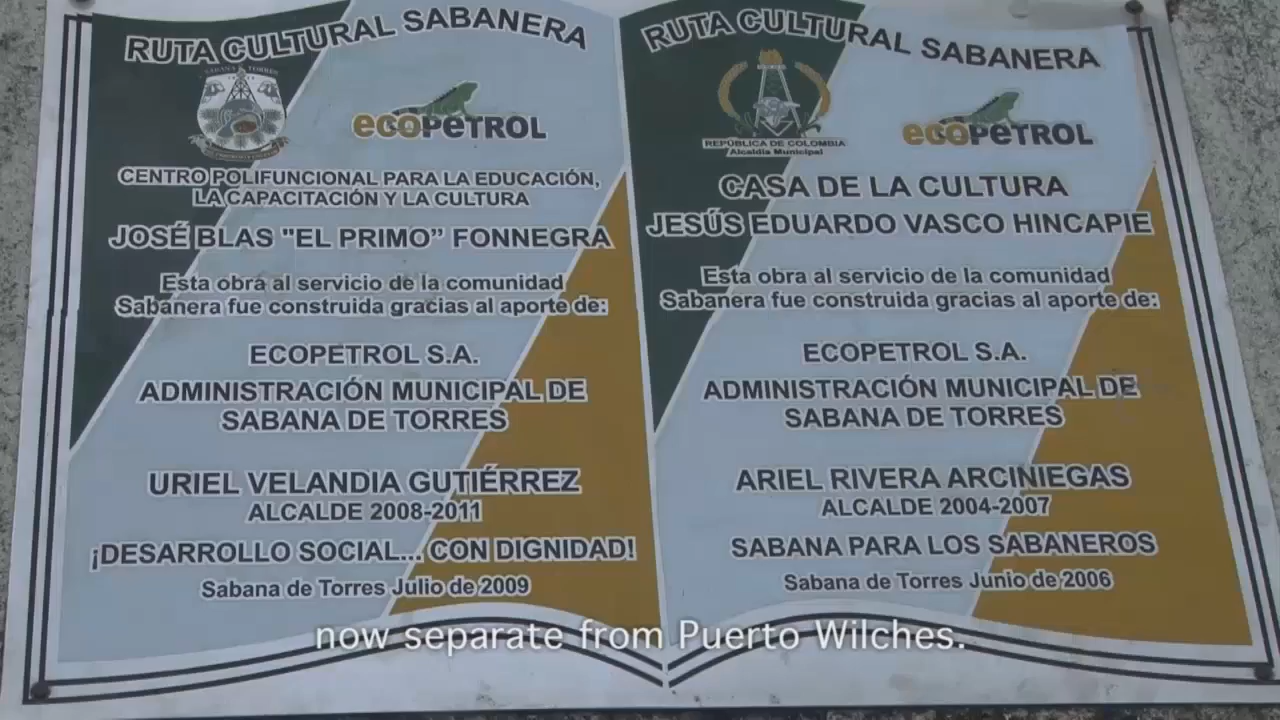 RUTA CULTURAL SABANERA
SABANA DE TORRES
ecoPeTROL
CENTRO POLIFUNCIONAL PARA LA EDUCACIÓN,
LA CAPACITACIÓN Y LA CULTURA
JOSÉ BLAS "EL PRIMO" FONNEGRA
Esta obra al servicio de la comunidad
Sabanera fue construida gracias al aporte de:
ECOPETROL S.A.
ADMINISTRACIÓN MUNICIPAL DE
SABANA DE TORRES
URIEL VELANDIA GUTIÉRREZ
ALCALDE 2008-2011
¡DESARROLLO SOCIAL... CON DIGNIDAD!
Sabana de Torres Julio de 2009
RUTA CULTURAL SABANERA
REPÚBLICA DE COLOMBIA
Alcaldía Municipal
ecoPeTROL
CASA DE LA CULTURA
JESÚS EDUARDO VASCO HINCAPIE
Esta obra al servicio de la comunidad
Sabanera fue construida gracias al aporte de:
ECOPETROL S.A.
ADMINISTRACIÓN MUNICIPAL DE
SABANA DE TORRES
ARIEL RIVERA ARCINIEGAS
ALCALDE 2004-2007
SABANA PARA LOS SABANEROS
Sabana de Torres Junio de 2006
now separate from Puerto Wilches.